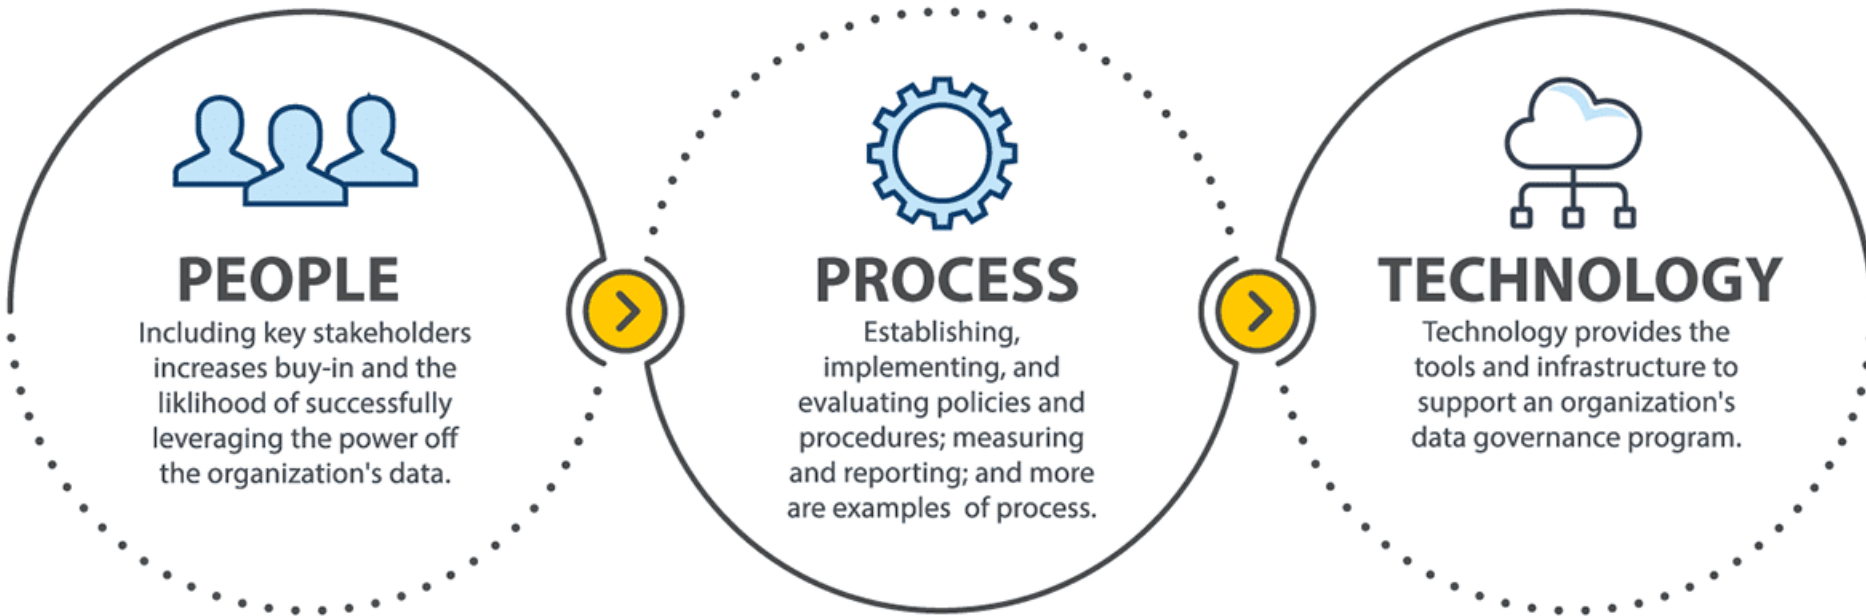 PEOPLE
Including key stakeholders
increases buy-in and the
liklihood of successfully
leveraging the power off
the organization's data.
PROCESS
Establishing,
implementing, and
evaluating policies and
procedures; measuring
and reporting; and more
are examples  of process.
TECHNOLOGY
Technology provides the
tools and infrastructure to
support an organization's
data governance program.